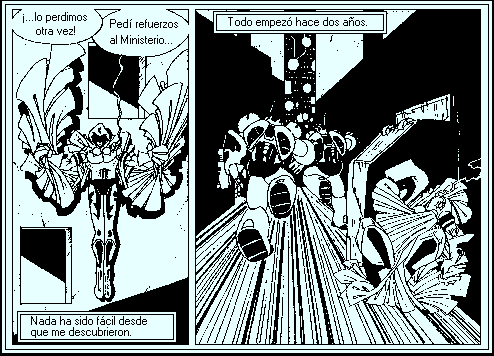 ¡...lo perdimos
otra vez!
Pedí refuerzos
al Ministerio...
Nada ha sido fácil desde
que me descubrieron.
Todo empezó hace dos años.